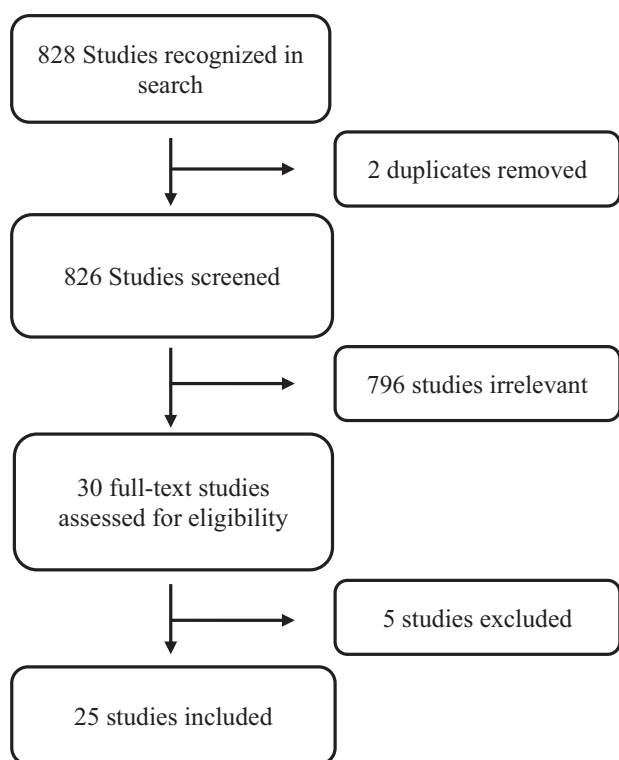 828 Studies recognized in
search
2 duplicates removed
826 Studies screened
796 studies irrelevant
30 full-text studies
assessed for eligibility
5 studies excluded
25 studies included